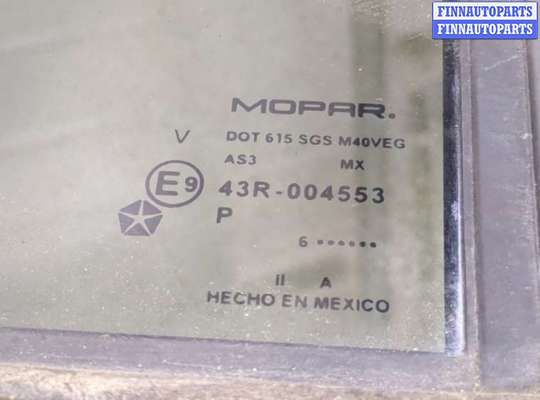 FINNAUTOPARTS
FINNAUTOPARTS
MOPAR.
V DOT 615 SGS M40VEG
AS3 MX
E9 43R-004553
P
6 ••••••
II A
HECHO EN MEXICO